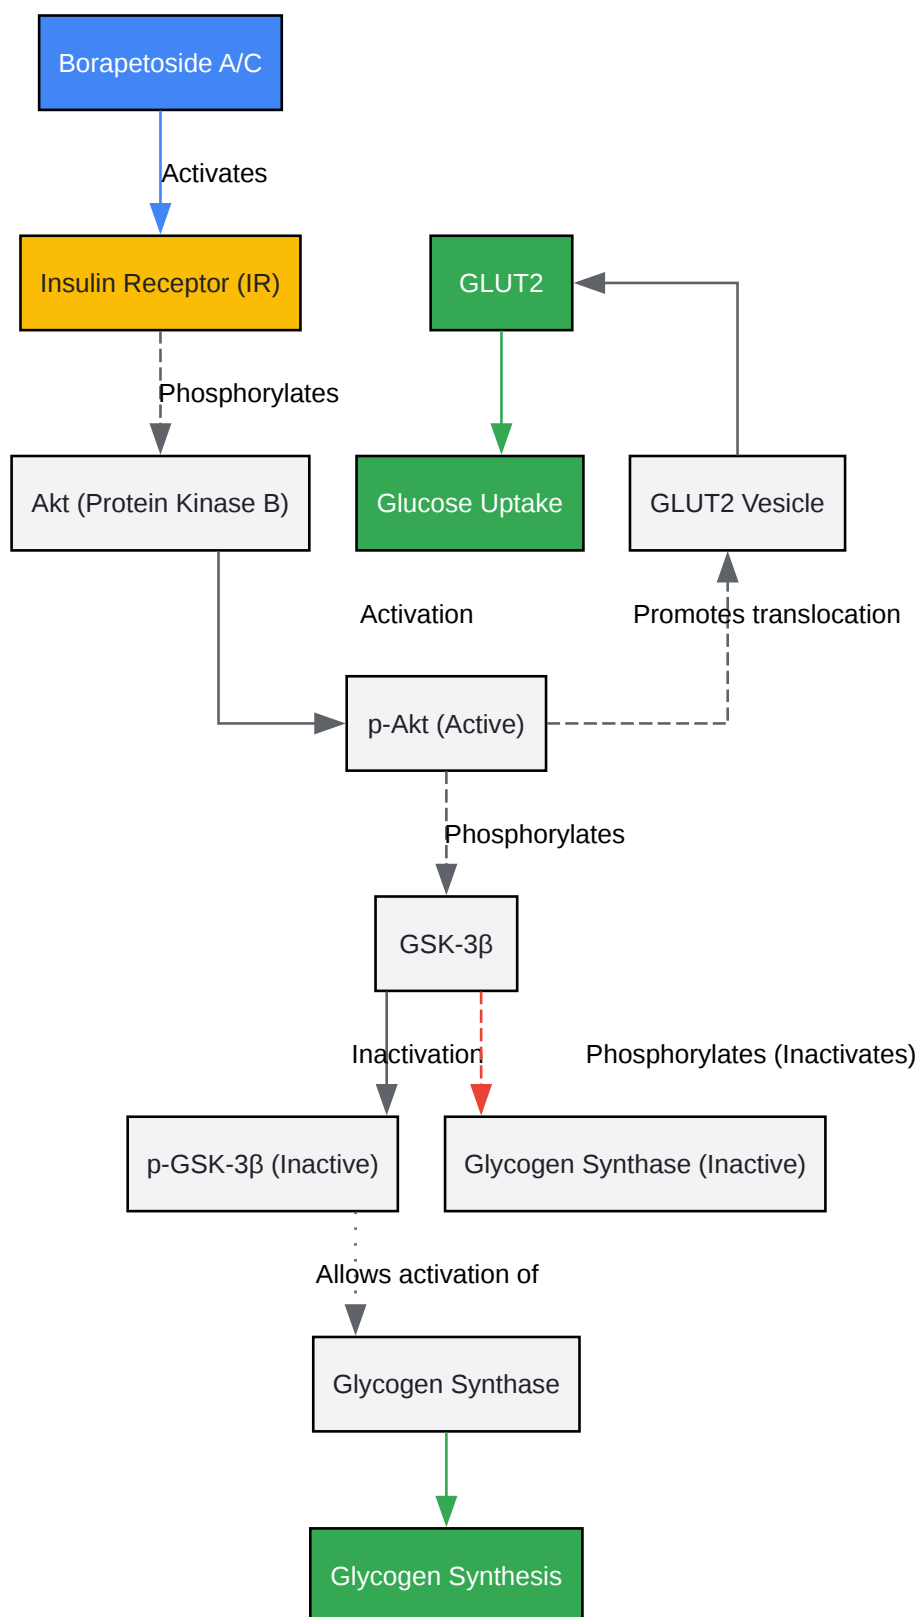 Borapetoside A/C
Activates
Insulin Receptor (IR)
GLUT2
Phosphorylates
Akt (Protein Kinase B)
Glucose Uptake
GLUT2 Vesicle
Activation
Promotes translocation
p-Akt (Active)
Phosphorylates
GSK-3β
Inactivation
Phosphorylates (Inactivates)
p-GSK-3β (Inactive)
Glycogen Synthase (Inactive)
Allows activation of
Glycogen Synthase
Glycogen Synthesis